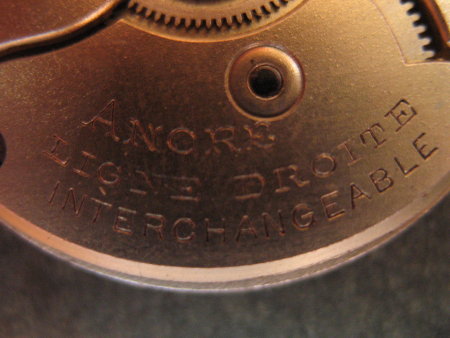 ANCRE
LIGNE DROITE
INTERCHANGEABLE